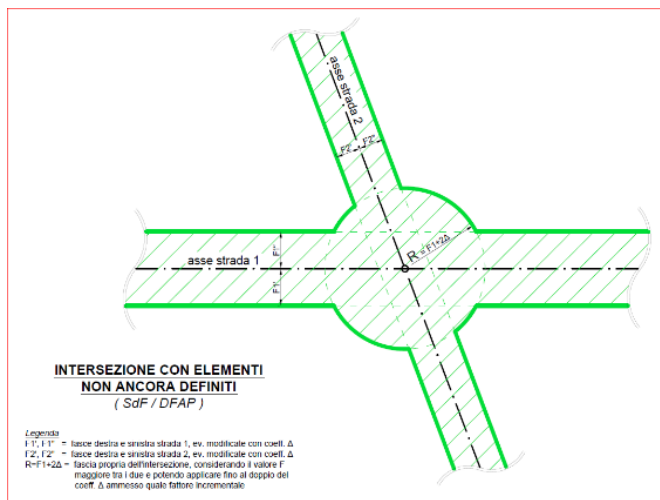 asse strada 2
F2' F2"
R = F1+2Δ
asse strada 1
F1"
F1'
INTERSEZIONE CON ELEMENTI
NON ANCORA DEFINITI
( SdF / DFAP )
Legenda
F1', F1" = fasce destra e sinistra strada 1, ev. modificate con coeff. Δ
F2', F2" = fasce destra e sinistra strada 2, ev. modificate con coeff. Δ
R=F1+2Δ = fascia propria dell'intersezione, considerando il valore F
maggiore tra i due e potendo applicare fino al doppio del
coeff. Δ ammesso quale fattore incrementale